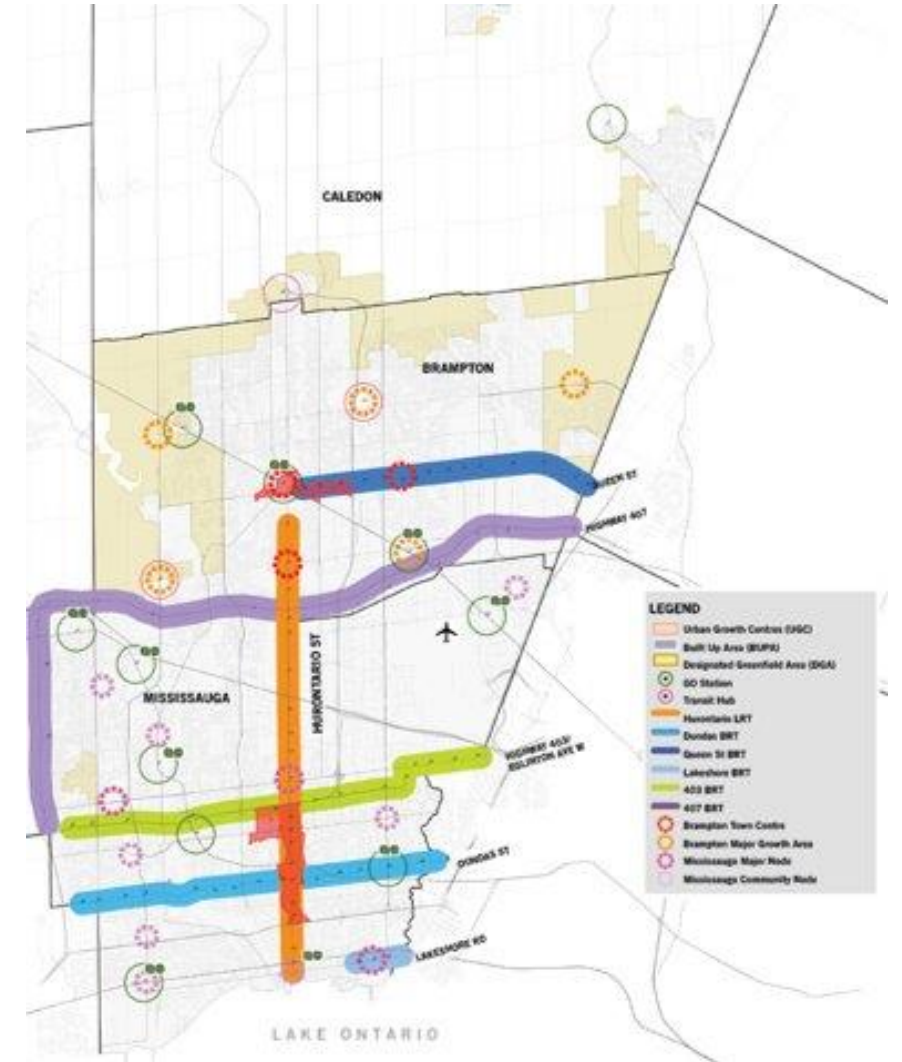 CALEDON
BRAMPTON
QUEEN ST
HIGHWAY 407
HURONTARIO ST
MISSISSAUGA
HIGHWAY 403/
EGLINTON AVE W
DUNDAS ST
LAKESHORE RD
LAKE ONTARIO
LEGEND
Urban Growth Centres (UGC)
Built Up Area (BUPA)
Designated Greenfield Area (DGA)
GO Station
Transit Hub
Hurontario LRT
Dundas BRT
Queen St BRT
Lakeshore BRT
403 BRT
407 BRT
Brampton Town Centre
Brampton Major Growth Area
Mississauga Major Node
Mississauga Community Node